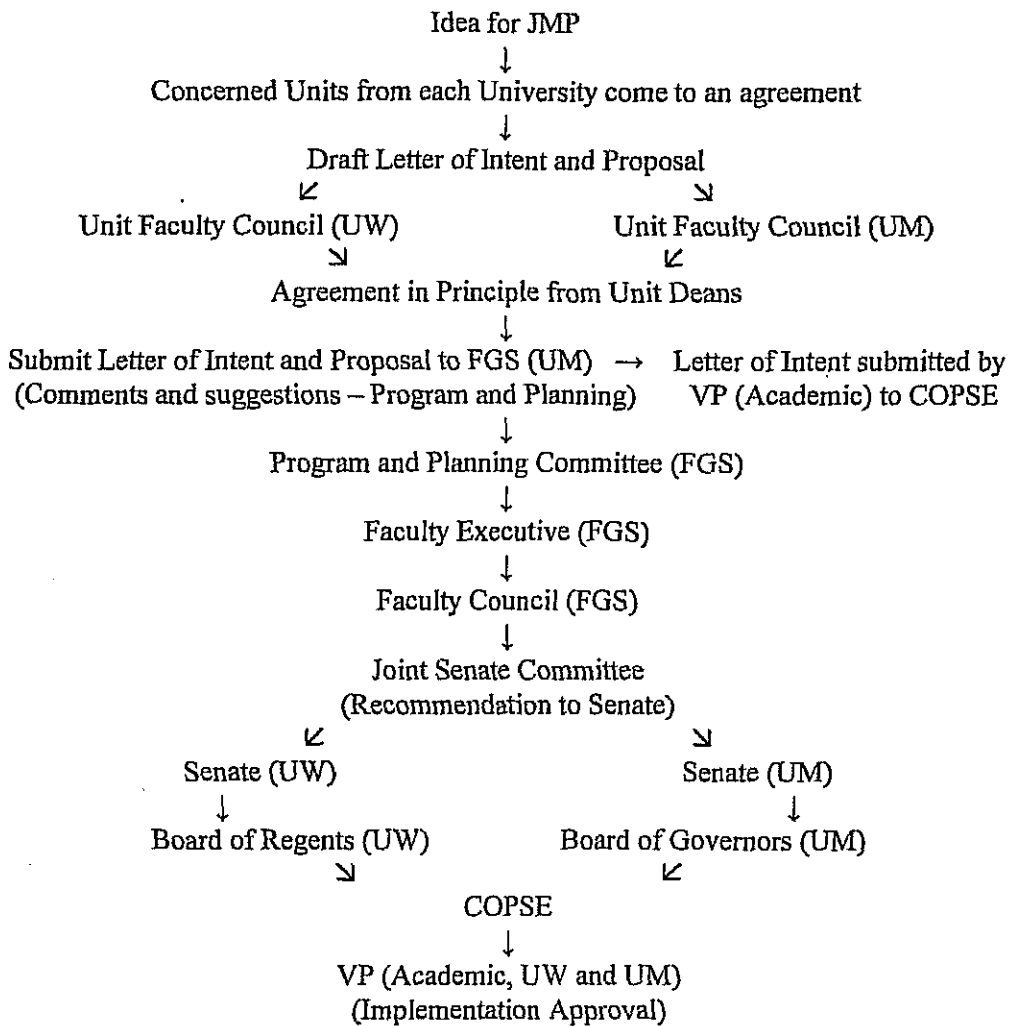 Idea for JMP
↓
Concerned Units from each University come to an agreement
↓
Draft Letter of Intent and Proposal
↙ ↘
Unit Faculty Council (UW) Unit Faculty Council (UM)
↘ ↙
Agreement in Principle from Unit Deans
↓
Submit Letter of Intent and Proposal to FGS (UM) → Letter of Intent submitted by
(Comments and suggestions – Program and Planning) VP (Academic) to COPSE
↓
Program and Planning Committee (FGS)
↓
Faculty Executive (FGS)
↓
Faculty Council (FGS)
↓
Joint Senate Committee
(Recommendation to Senate)
↙ ↘
Senate (UW) Senate (UM)
↓ ↓
Board of Regents (UW) Board of Governors (UM)
↘ ↙
COPSE
↓
VP (Academic, UW and UM)
(Implementation Approval)